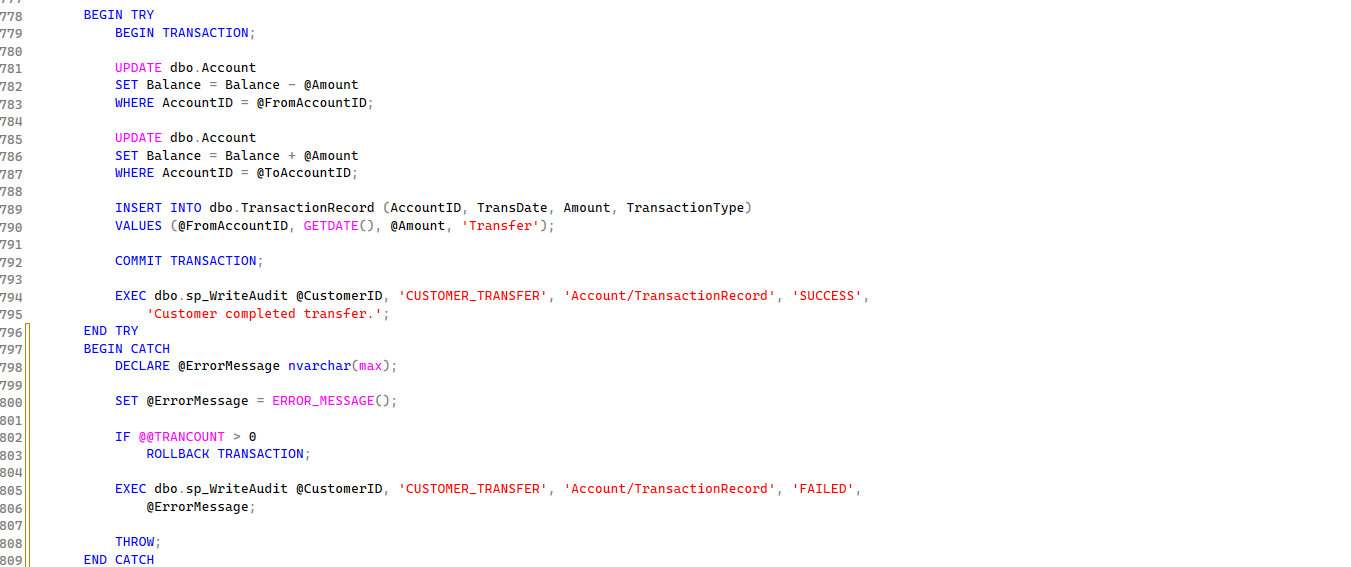 777
778 BEGIN TRY
779 BEGIN TRANSACTION;
780
781 UPDATE dbo.Account
782 SET Balance = Balance - @Amount
783 WHERE AccountID = @FromAccountID;
784
785 UPDATE dbo.Account
786 SET Balance = Balance + @Amount
787 WHERE AccountID = @ToAccountID;
788
789 INSERT INTO dbo.TransactionRecord (AccountID, TransDate, Amount, TransactionType)
790 VALUES (@FromAccountID, GETDATE(), @Amount, 'Transfer');
791
792 COMMIT TRANSACTION;
793
794 EXEC dbo.sp_WriteAudit @CustomerID, 'CUSTOMER_TRANSFER', 'Account/TransactionRecord', 'SUCCESS',
795 'Customer completed transfer.';
796 END TRY
797 BEGIN CATCH
798 DECLARE @ErrorMessage nvarchar(max);
799
800 SET @ErrorMessage = ERROR_MESSAGE();
801
802 IF @@TRANCOUNT > 0
803 ROLLBACK TRANSACTION;
804
805 EXEC dbo.sp_WriteAudit @CustomerID, 'CUSTOMER_TRANSFER', 'Account/TransactionRecord', 'FAILED',
806 @ErrorMessage;
807
808 THROW;
809 END CATCH